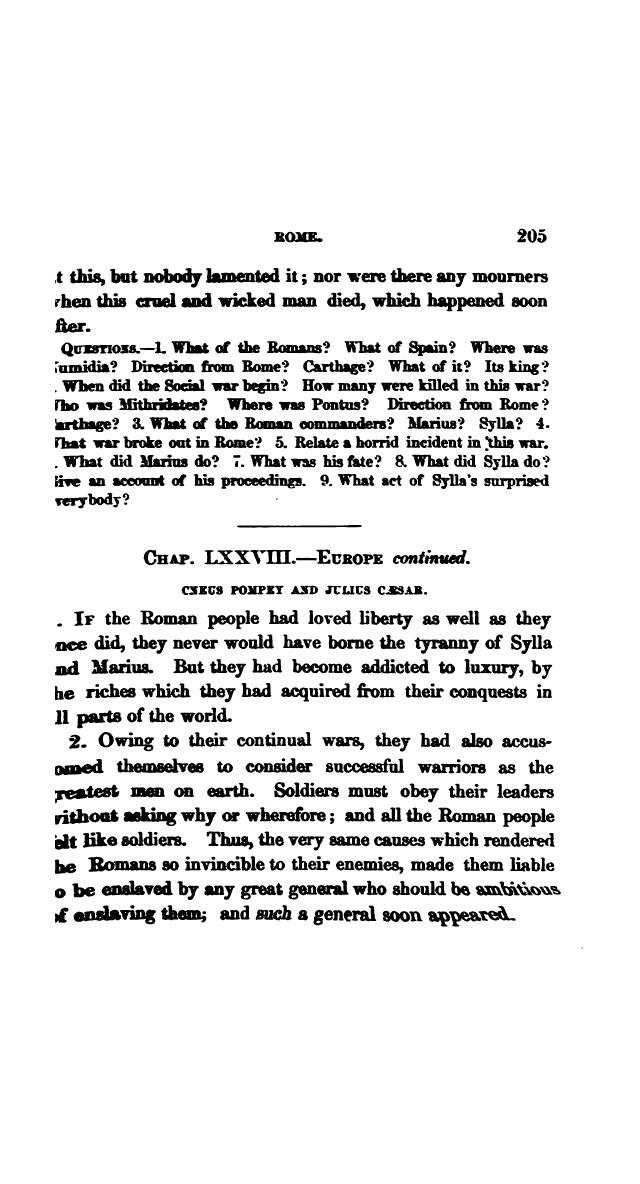 ROME. 205
t this, but nobody lamented it; nor were there any mourners
hen this cruel and wicked man died, which happened soon
fter.
QUESTIONS.—1. What of the Romans? What of Spain? Where was
umidia? Direction from Rome? Carthage? What of it? Its king?
. When did the Social war begin? How many were killed in this war?
ho was Mithridates? Where was Pontus? Direction from Rome?
arthage? 3. What of the Roman commanders? Marius? Sylla? 4.
hat war broke out in Rome? 5. Relate a horrid incident in this war.
. What did Marius do? 7. What was his fate? 8. What did Sylla do?
ive an account of his proceedings. 9. What act of Sylla's surprised
verybody?
CHAP. LXXVIII.—EUROPE continued.
CNEUS POMPEY AND JULIUS CÆSAR.
. IF the Roman people had loved liberty as well as they
nce did, they never would have borne the tyranny of Sylla
nd Marius. But they had become addicted to luxury, by
he riches which they had acquired from their conquests in
ll parts of the world.
2. Owing to their continual wars, they had also accus-
omed themselves to consider successful warriors as the
reatest men on earth. Soldiers must obey their leaders
vithout asking why or wherefore; and all the Roman people
elt like soldiers. Thus, the very same causes which rendered
he Romans so invincible to their enemies, made them liable
o be enslaved by any great general who should be ambitious
of enslaving them; and such a general soon appeared.